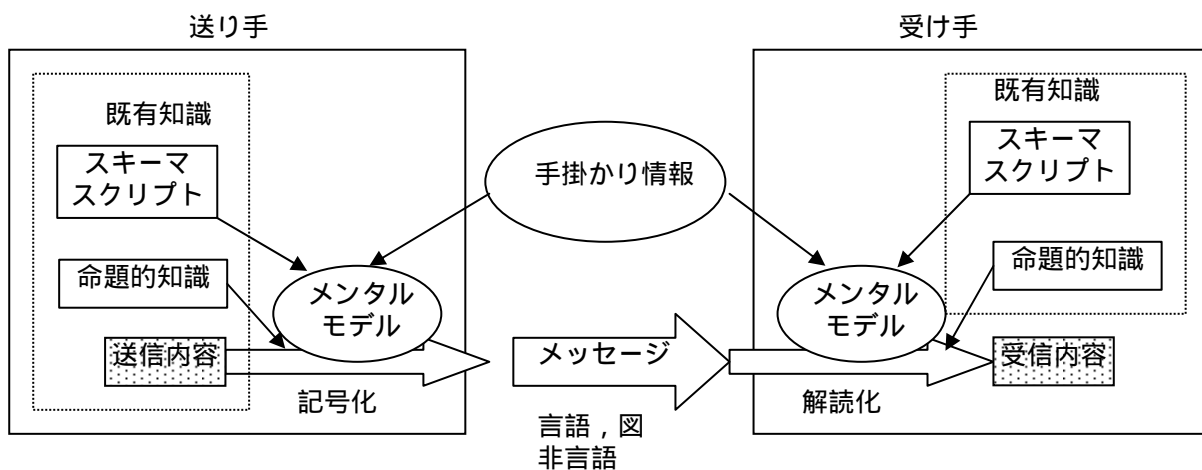 送り手
既有知識
スキーマ
スクリプト
命題的知識
メンタル
モデル
送信内容
記号化
手掛かり情報
メッセージ
言語，図
非言語
受け手
既有知識
スキーマ
スクリプト
命題的知識
メンタル
モデル
解読化
受信内容